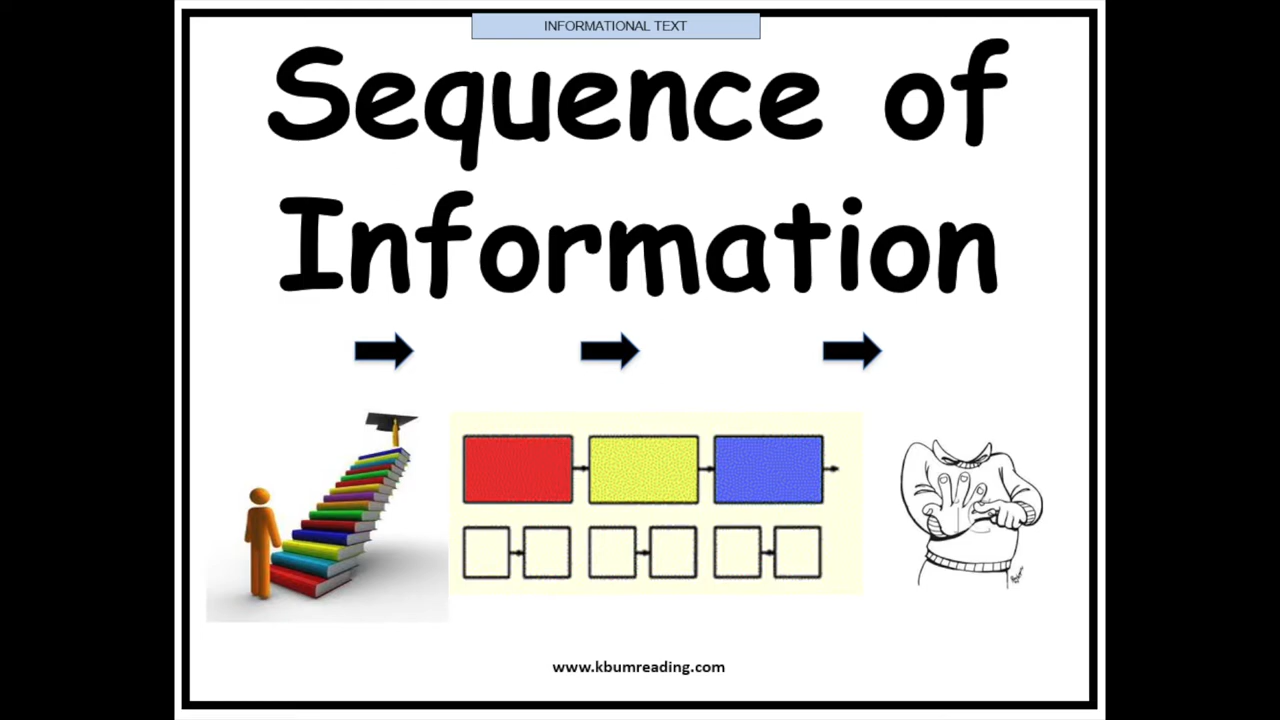 INFORMATIONAL TEXT
Sequence of
Information
www.kbumreading.com